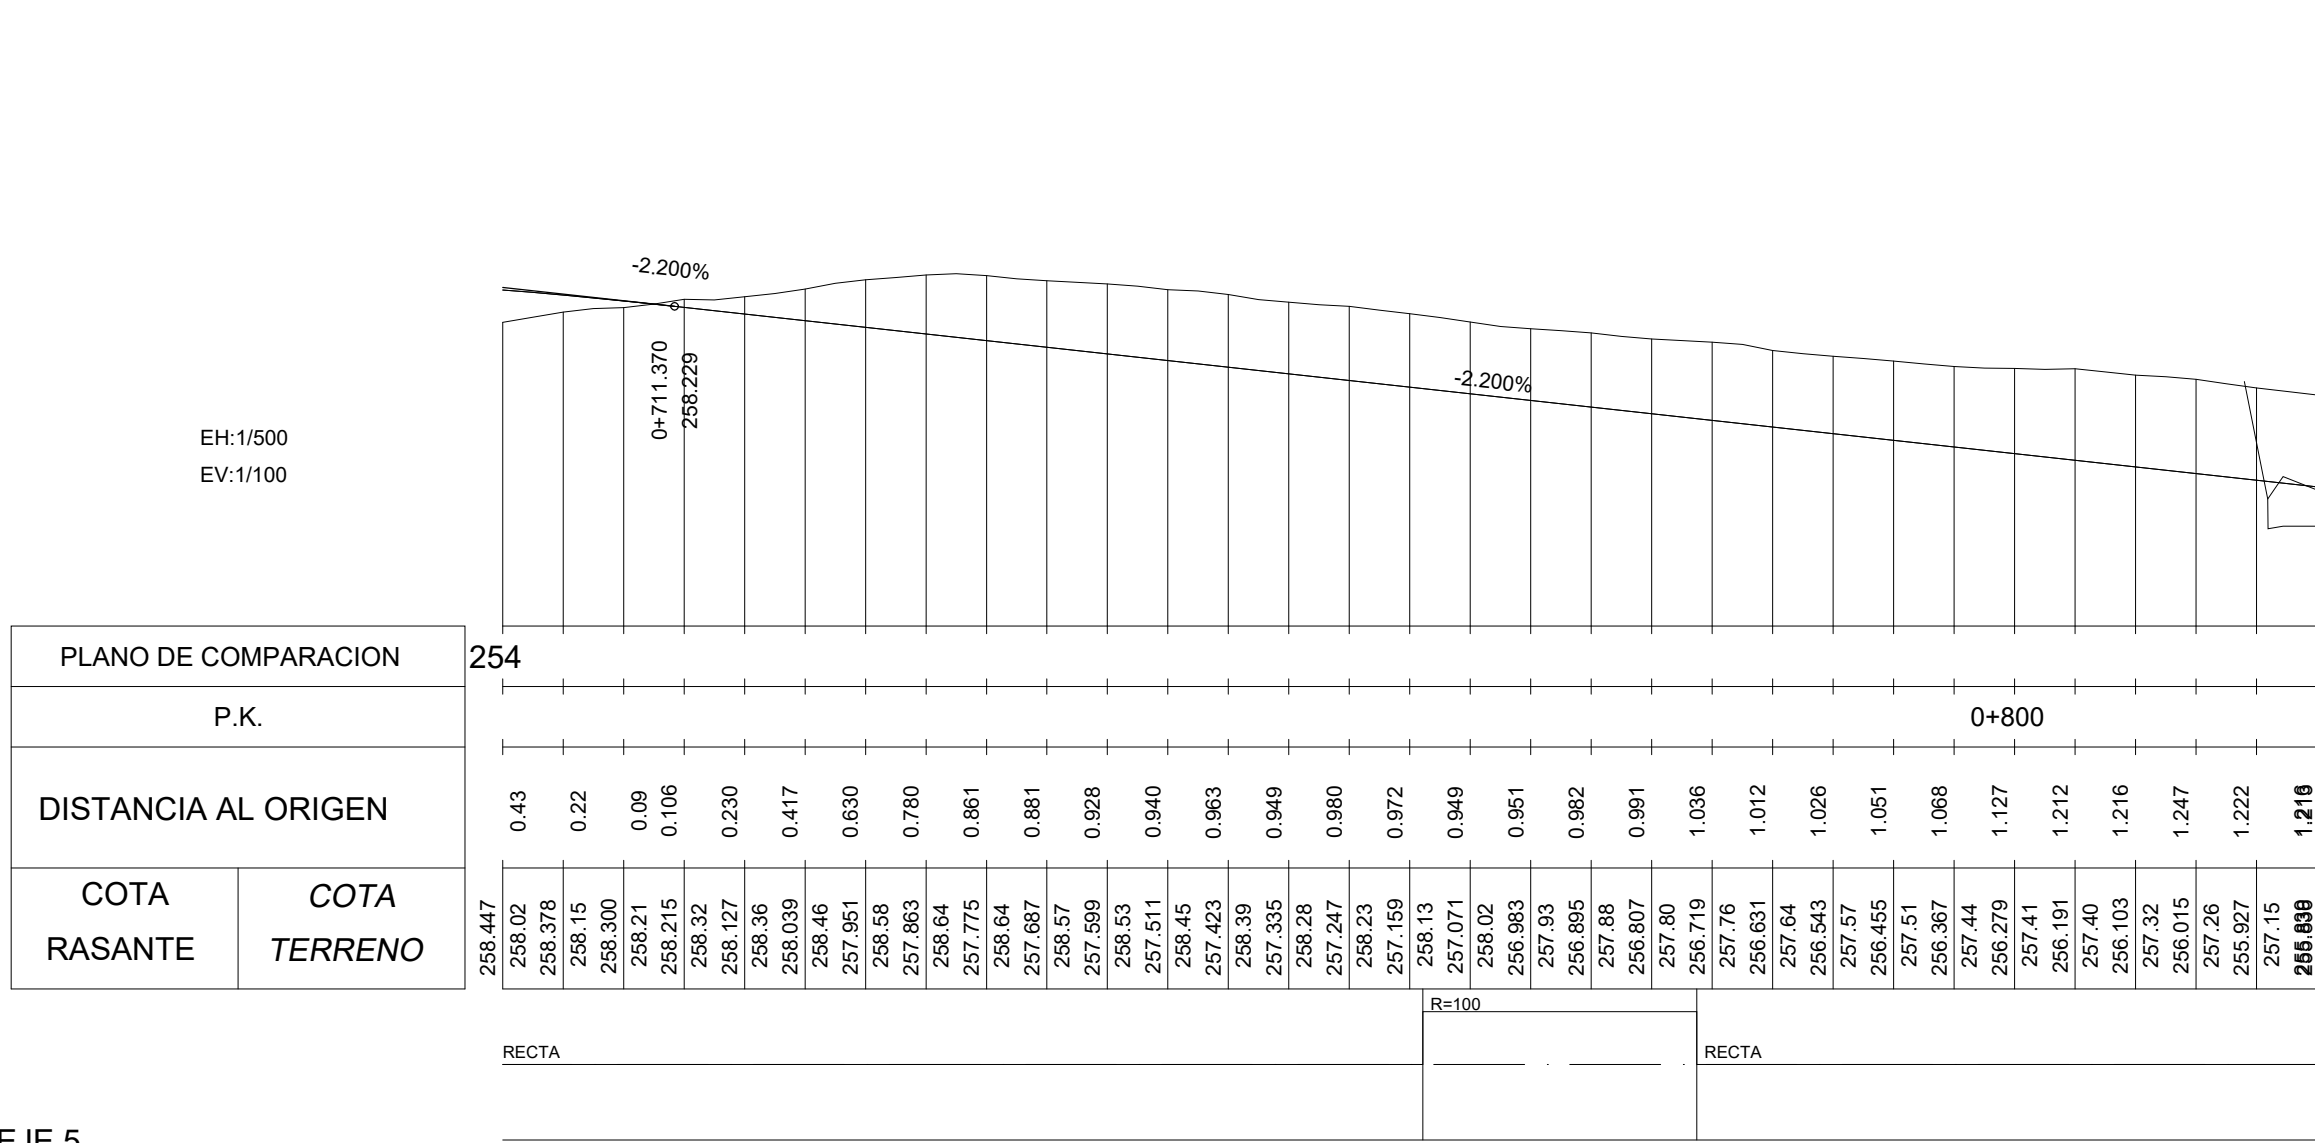 -2.200%
0+711.370
258.229
-2.200%
EH:1/500
EV:1/100
PLANO DE COMPARACION 254
P.K. 0+800
DISTANCIA AL ORIGEN
0.43 0.22 0.09 0.106 0.230 0.417 0.630 0.780 0.861 0.881 0.928 0.940 0.963 0.949 0.980 0.972 0.949 0.951 0.982 0.991 1.036 1.012 1.026 1.051 1.068 1.127 1.212 1.216 1.247 1.222
COTA RASANTE
COTA TERRENO
258.447 258.02 258.378 258.15 258.300 258.21 258.215 258.32 258.127 258.36 258.039 258.46 257.951 258.58 257.863 258.64 257.775 258.64 257.687 258.57 257.599 258.53 257.511 258.45 257.423 258.39 257.335 258.28 257.247 258.23 257.159 258.13 257.071 258.02 256.983 257.93 256.895 257.88 256.807 257.80 256.719 257.76 256.631 257.64 256.543 257.57 256.455 257.51 256.367 257.44 256.279 257.41 256.191 257.40 256.103 257.32 256.015 257.26 255.927 257.15
R=100
RECTA
RECTA
EJE 5